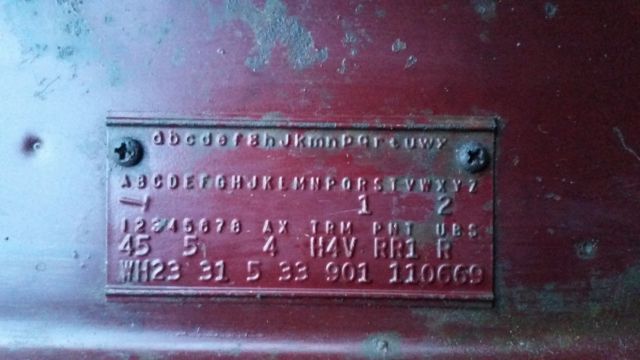 abcdefghJkmnpqrtuwx
ABCDEFGHJKLMNPQRSTVWXYZ
1 2
12345678 AX TRM PNT UBS
45 5 4 H4V RR1 R
WH23 31 5 33 901 110669